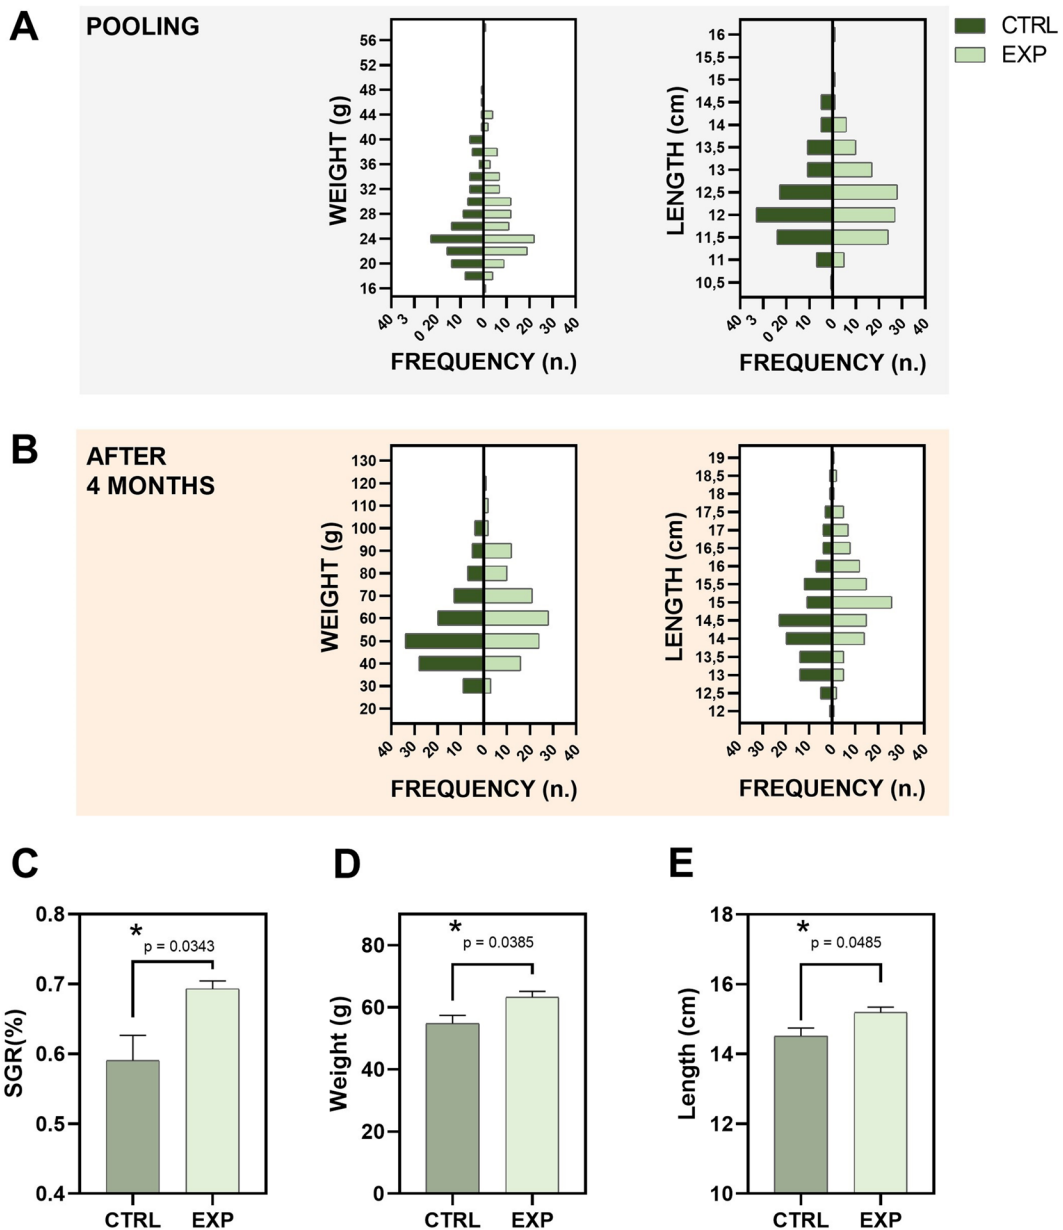 A
POOLING
CTRL
EXP
WEIGHT (g)
56
52
48
44
40
36
32
28
24
20
16
40 3 0 20 10 0 10 20 30 40
FREQUENCY (n.)
LENGTH (cm)
16
15,5
15
14,5
14
13,5
13
12,5
12
11,5
11
10,5
40 3 0 20 10 0 10 20 30 40
FREQUENCY (n.)
B
AFTER
4 MONTHS
WEIGHT (g)
130
120
110
100
90
80
70
60
50
40
30
20
40 30 20 10 0 10 20 30 40
FREQUENCY (n.)
LENGTH (cm)
19
18,5
18
17,5
17
16,5
16
15,5
15
14,5
14
13,5
13
12,5
12
40 30 20 10 0 10 20 30 40
FREQUENCY (n.)
C
SGR(%)
0.8
0.7
0.6
0.5
0.4
*
p = 0.0343
CTRL EXP
D
Weight (g)
80
60
40
20
0
*
p = 0.0385
CTRL EXP
E
Length (cm)
18
16
14
12
10
*
p = 0.0485
CTRL EXP